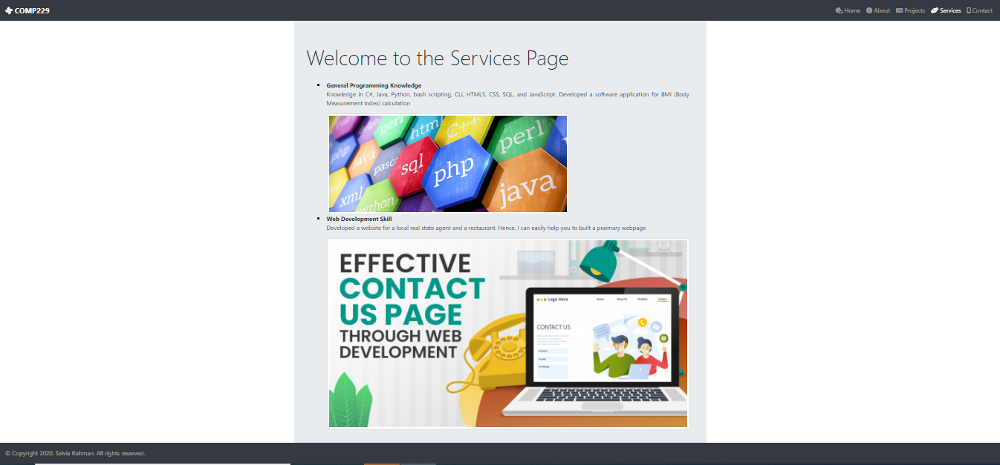 COMP229
Home About Projects Services Contact
Welcome to the Services Page
General Programming Knowledge
Knowledge in C#, Java, Python, bash scripting, CLI, HTML5, CSS, SQL, and JavaScript. Developed a software application for BMI (Body
Measurement Index) calculation
perl
html
C++
perl
php
java
pasc
sql
php
java
xml
python
Web Development Skill
Developed a website for a local real state agent and a restaurant. Hence, I can easily help you to built a praimary webpage
EFFECTIVE
CONTACT
US PAGE
THROUGH WEB
DEVELOPMENT
Logo Here Home About Us Portfolio Contact
CONTACT US
© Copyright 2020. Salvia Rahman. All rights reserved.